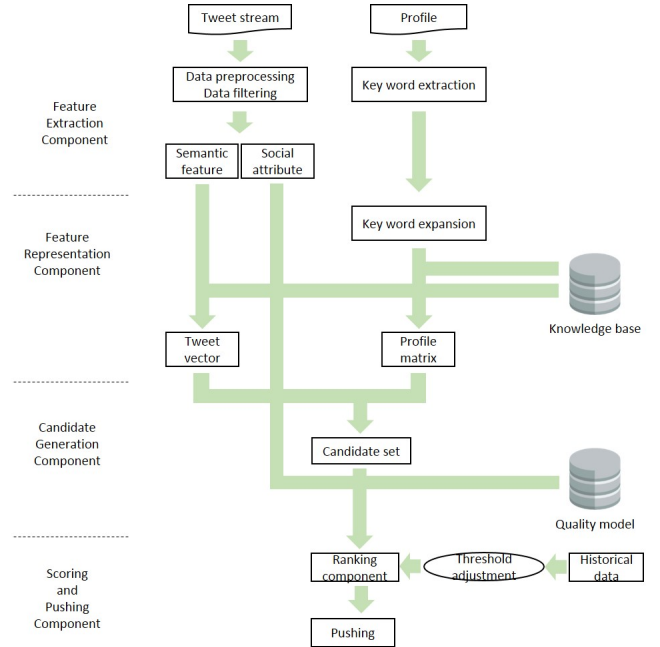 Tweet stream
Profile
Data preprocessing
Data filtering
Key word extraction
Feature
Extraction
Component
Semantic
feature
Social
attribute
Key word expansion
Feature
Representation
Component
Knowledge base
Tweet
vector
Profile
matrix
Candidate
Generation
Component
Candidate set
Quality model
Ranking
component
Threshold
adjustment
Historical
data
Scoring
and
Pushing
Component
Pushing